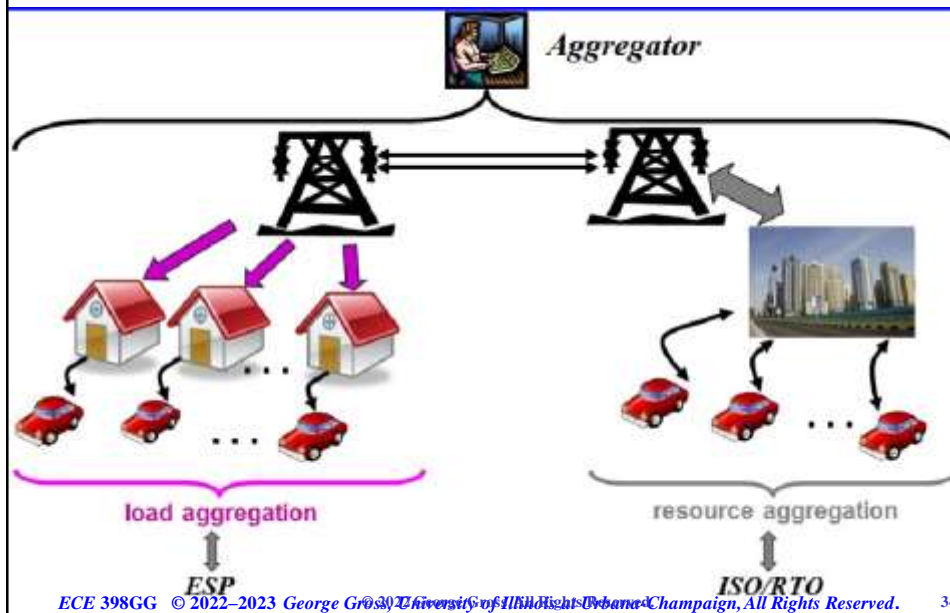 Aggregator
. . .
. . .
. . .
load aggregation
resource aggregation
ESP
ISO/RTO
ECE 398GG © 2022–2023 George Gross, University of Illinois at Urbana-Champaign, All Rights Reserved. 3